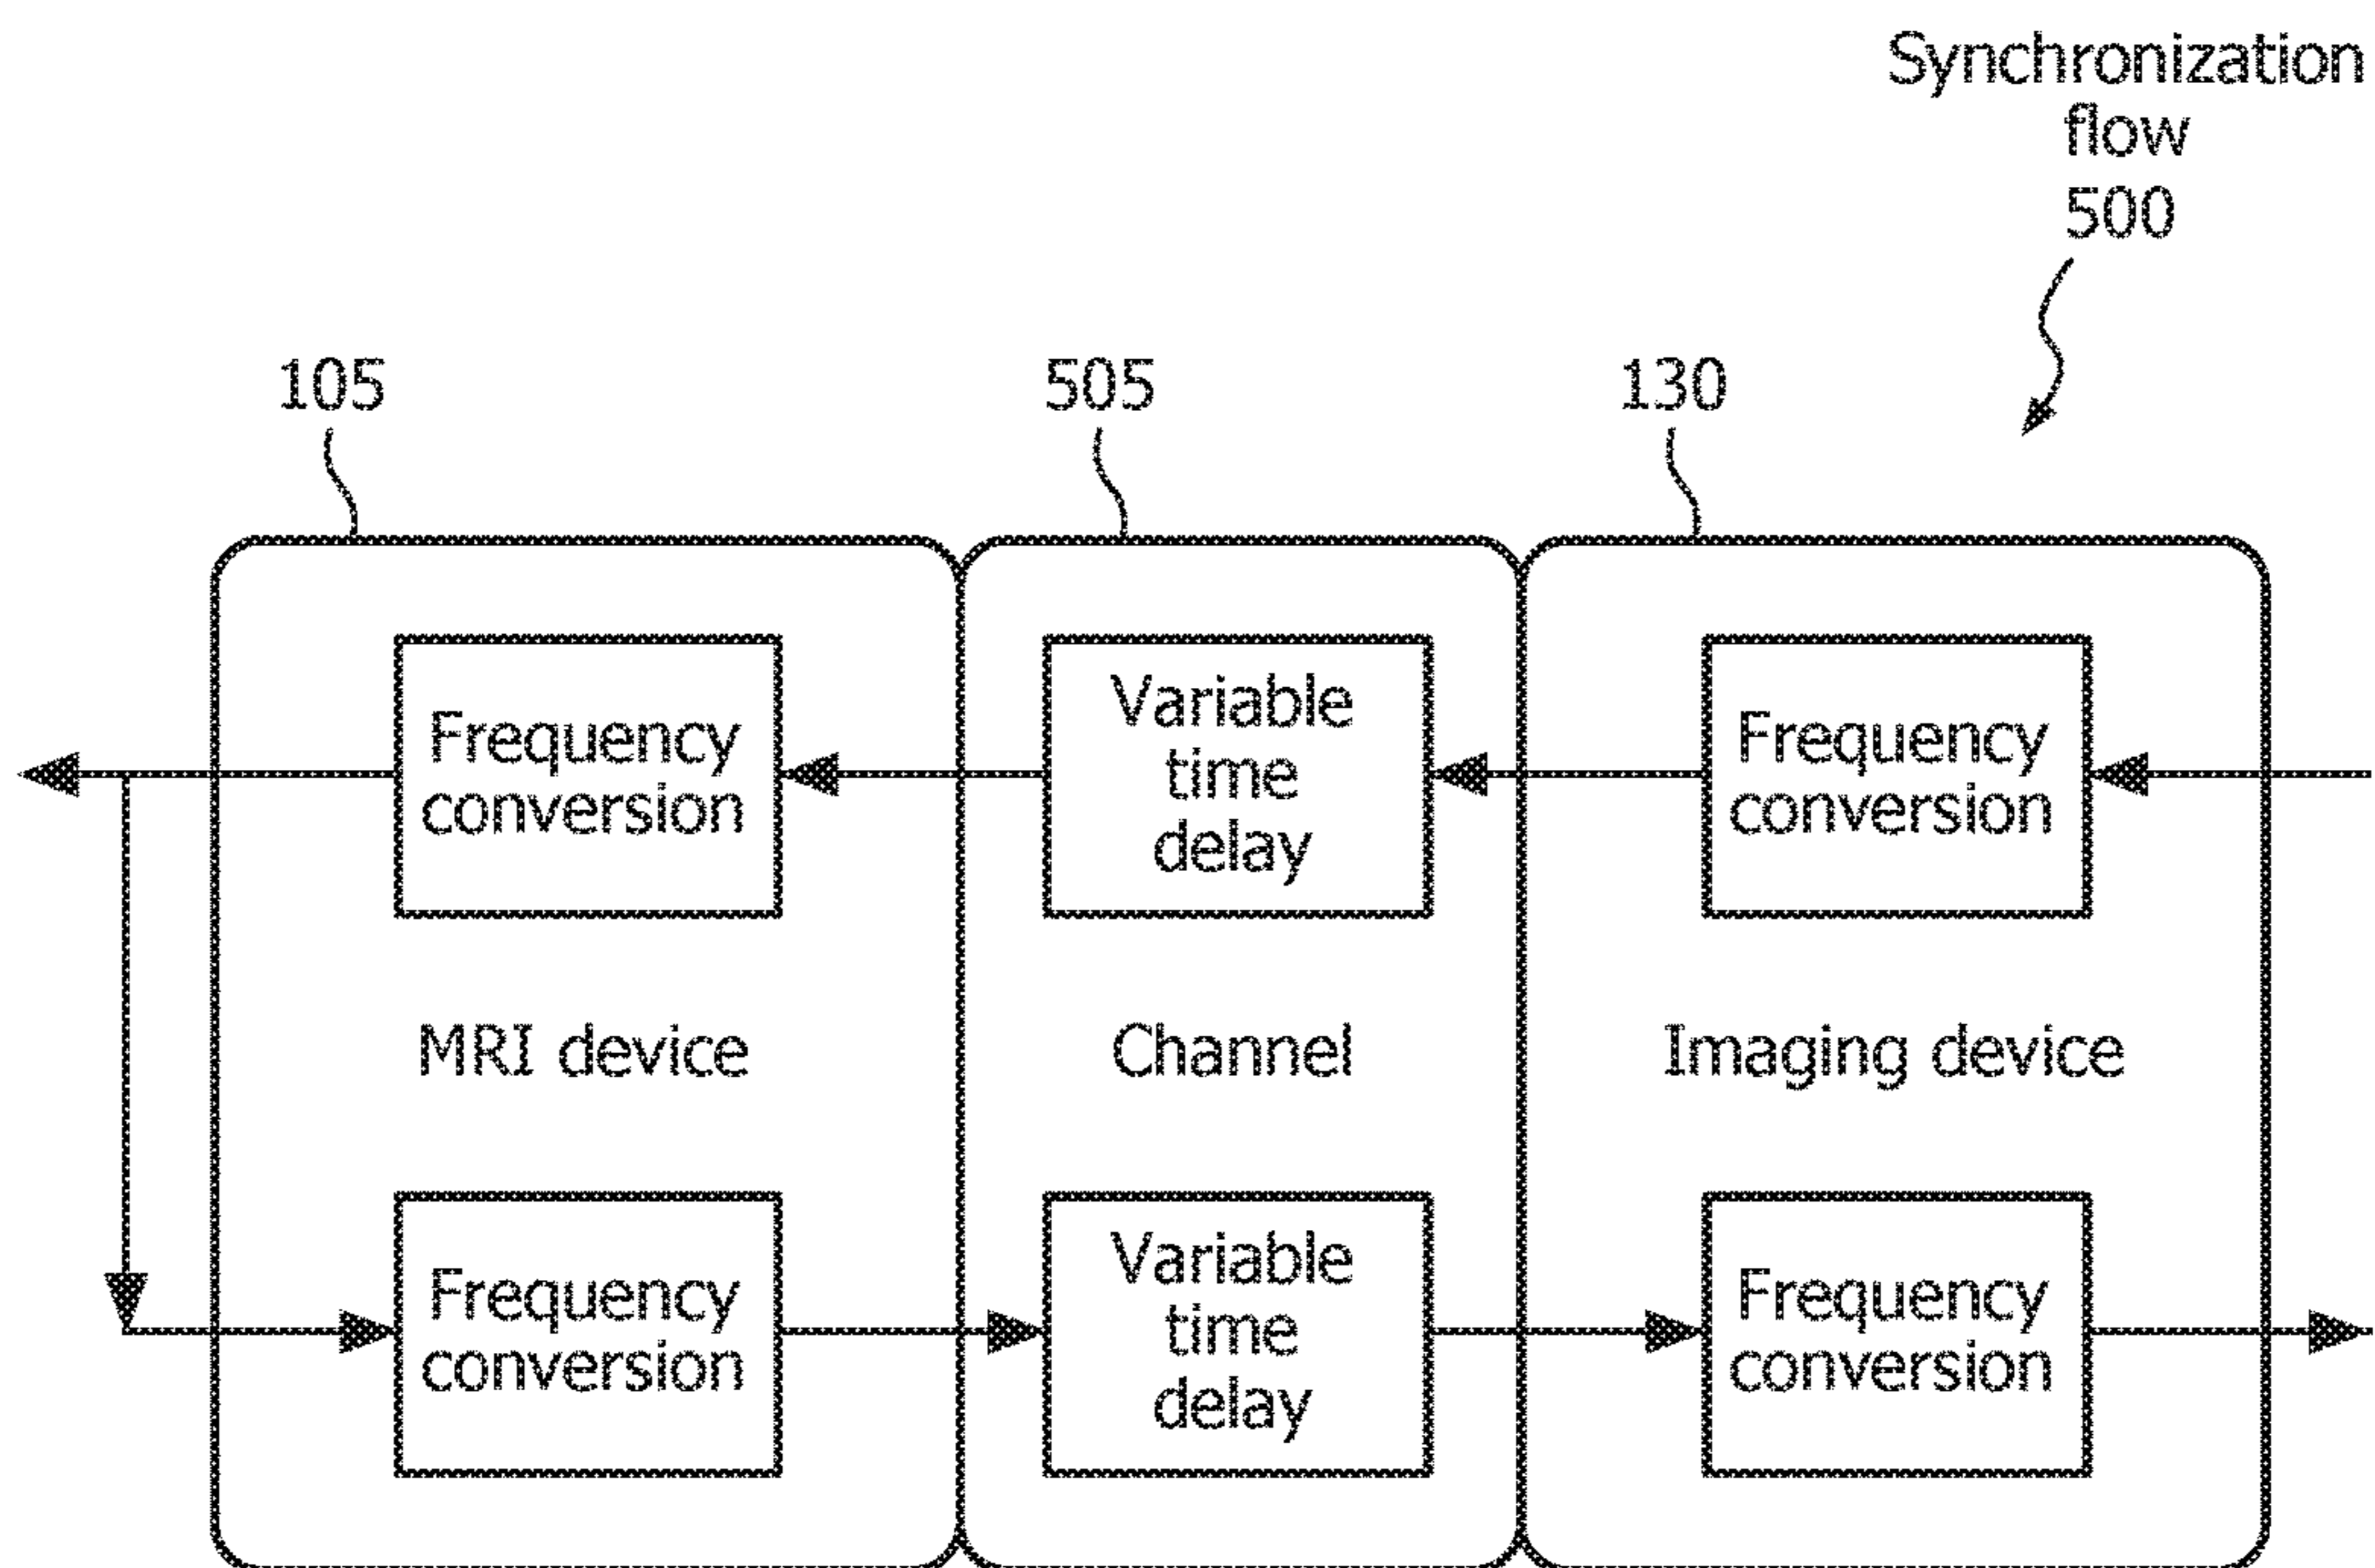 Synchronization
flow
500
105
505
130
Frequency
conversion
Variable
time
delay
Frequency
conversion
MRI device
Channel
Imaging device
Frequency
conversion
Variable
time
delay
Frequency
conversion